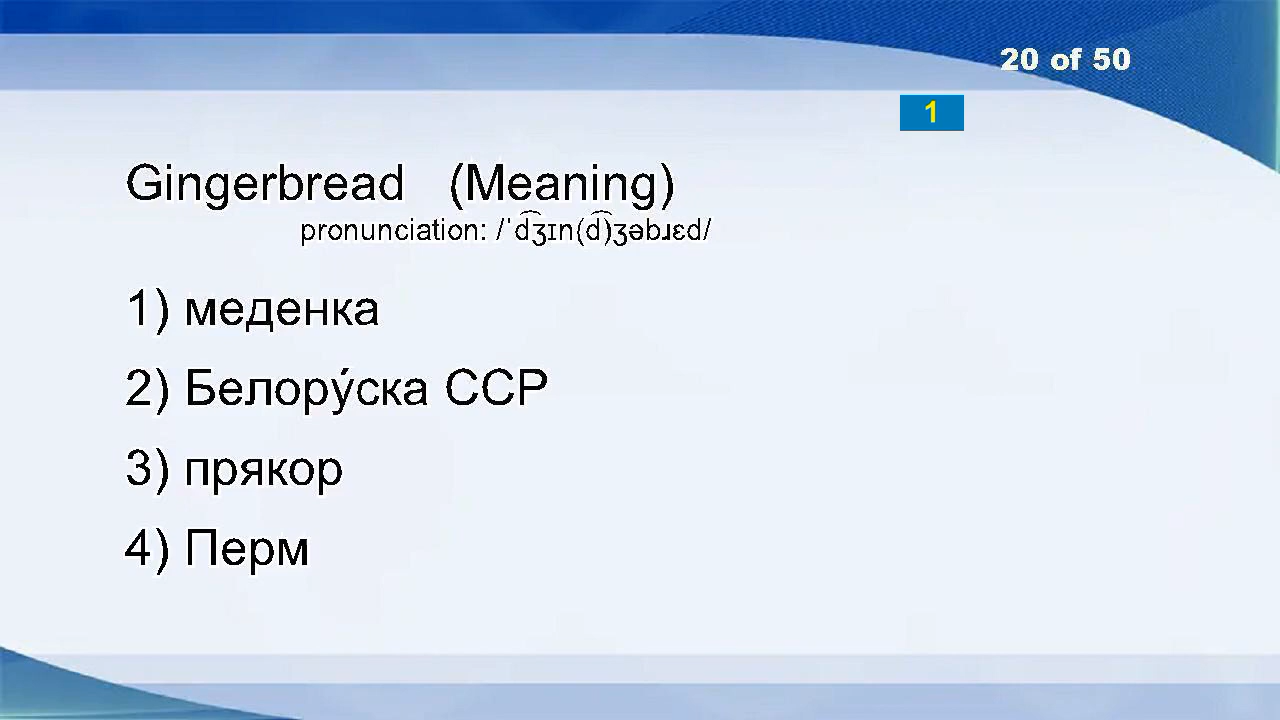 20 of 50
1
Gingerbread (Meaning)
pronunciation: /ˈd͡ʒɪn(d͡)ʒəbɹɛd/
1) меденка
2) Белору́ска ССР
3) прякор
4) Перм